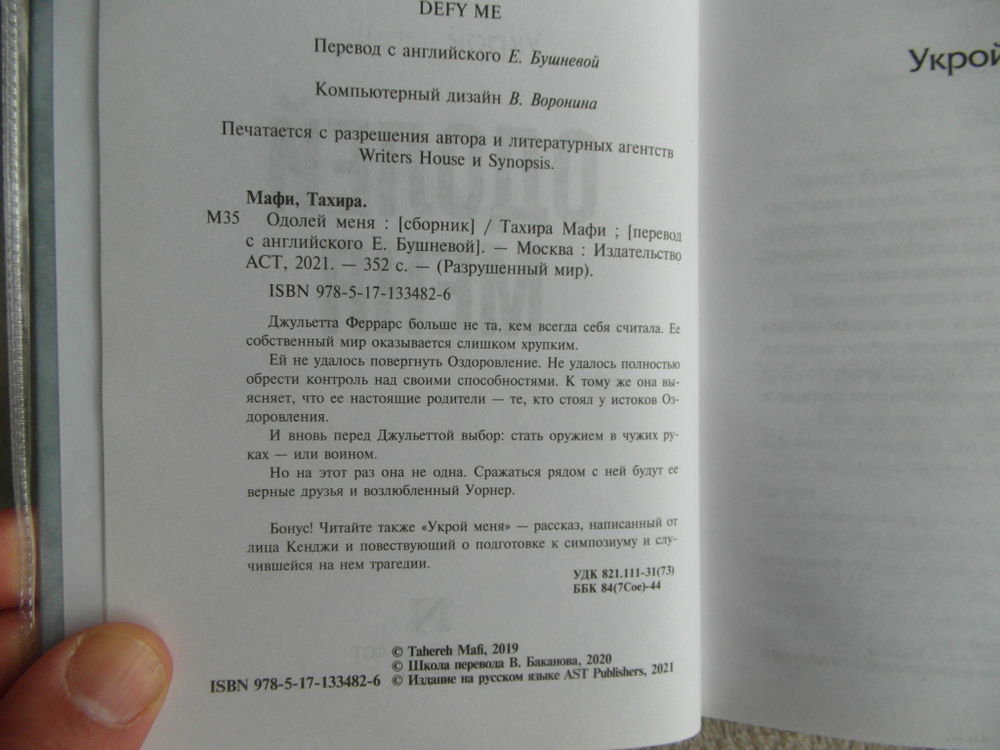 DEFY ME
Перевод с английского Е. Бушневой
Компьютерный дизайн В. Воронина
Печатается с разрешения автора и литературных агентств
Writers House и Synopsis.
Мафи, Тахира.
М35 Одолей меня : [сборник] / Тахира Мафи ; [перевод
с английского Е. Бушневой]. — Москва : Издательство
АСТ, 2021. — 352 с. — (Разрушенный мир).
ISBN 978-5-17-133482-6
Джульетта Феррарс больше не та, кем всегда себя считала. Ее
собственный мир оказывается слишком хрупким.
Ей не удалось повергнуть Оздоровление. Не удалось полностью
обрести контроль над своими способностями. К тому же она вы-
ясняет, что ее настоящие родители — те, кто стоял у истоков Оз-
доровления.
И вновь перед Джульеттой выбор: стать оружием в чужих ру-
ках — или воином.
Но на этот раз она не одна. Сражаться рядом с ней будут ее
верные друзья и возлюбленный Уорнер.
Бонус! Читайте также «Укрой меня» — рассказ, написанный от
лица Кенджи и повествующий о подготовке к симпозиуму и слу-
чившейся на нем трагедии.
УДК 821.111-31(73)
ББК 84(7Сое)-44
© Tahereh Mafi, 2019
© Школа перевода В. Баканова, 2020
ISBN 978-5-17-133482-6 © Издание на русском языке AST Publishers, 2021
Укрой